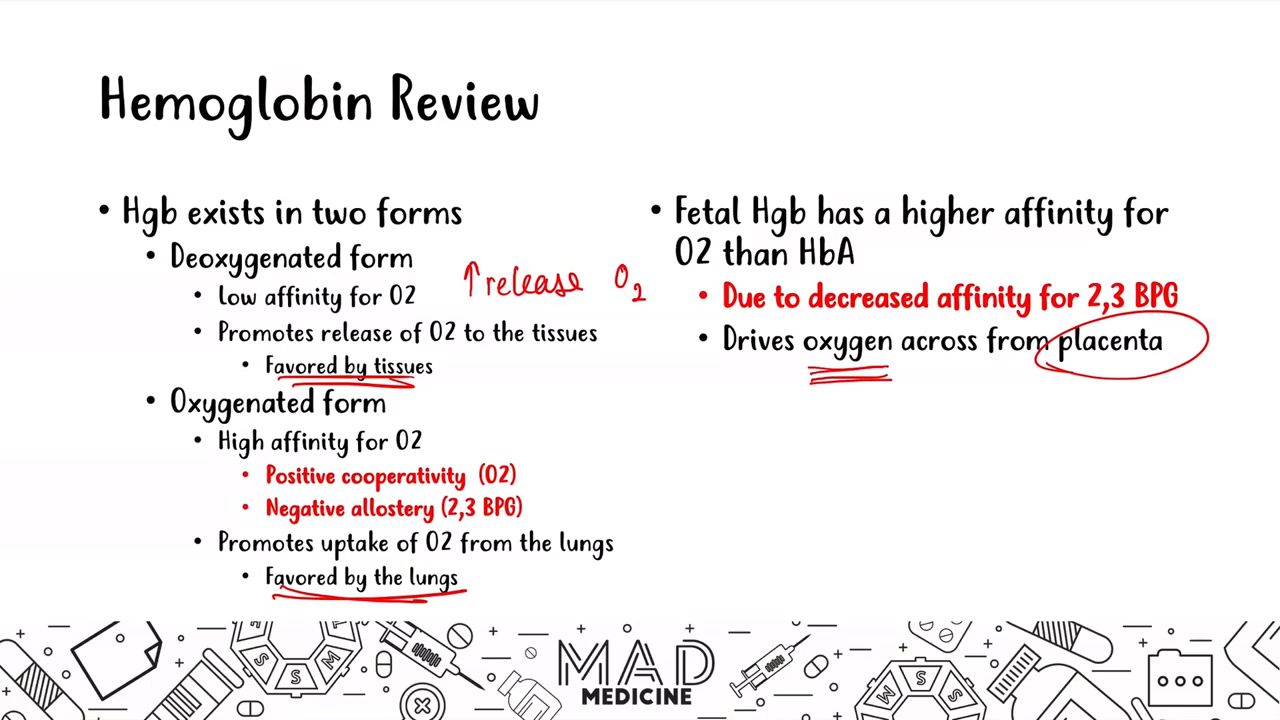 Hemoglobin Review
• Hgb exists in two forms
• Deoxygenated form
• Low affinity for O2
• Promotes release of O2 to the tissues
• Favored by tissues
• Oxygenated form
• High affinity for O2
• Positive cooperativity (O2)
• Negative allostery (2,3 BPG)
• Promotes uptake of O2 from the lungs
• Favored by the lungs
↑ release O2
• Fetal Hgb has a higher affinity for
O2 than HbA
• Due to decreased affinity for 2,3 BPG
• Drives oxygen across from placenta
MAD
MEDICINE